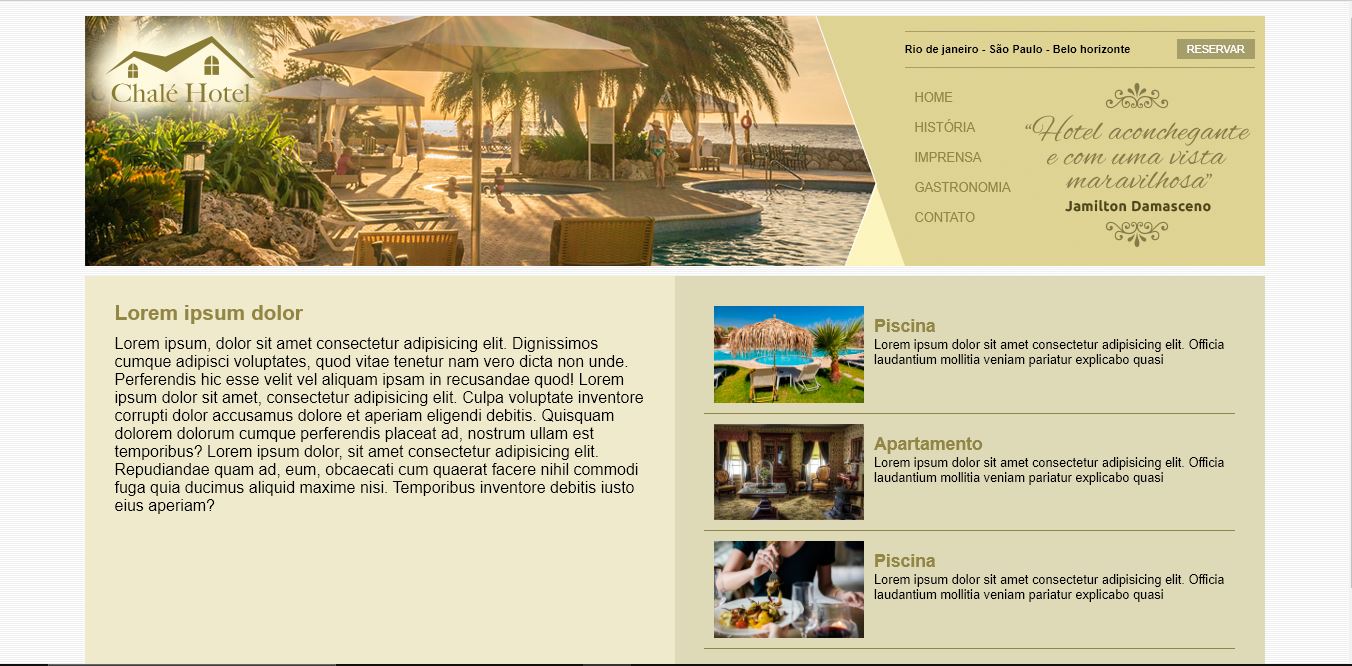 Chalé Hotel
Rio de janeiro - São Paulo - Belo horizonte
RESERVAR
HOME
HISTÓRIA
IMPRENSA
GASTRONOMIA
CONTATO
“Hotel aconchegante
e com uma vista
maravilhosa”
Jamilton Damasceno
Lorem ipsum dolor
Lorem ipsum, dolor sit amet consectetur adipisicing elit. Dignissimos
cumque adipisci voluptates, quod vitae tenetur nam vero dicta non unde.
Perferendis hic esse velit vel aliquam ipsam in recusandae quod! Lorem
ipsum dolor sit amet, consectetur adipisicing elit. Culpa voluptate inventore
corrupti dolor accusamus dolore et aperiam eligendi debitis. Quisquam
dolorem dolorum cumque perferendis placeat ad, nostrum ullam est
temporibus? Lorem ipsum dolor, sit amet consectetur adipisicing elit.
Repudiandae quam ad, eum, obcaecati cum quaerat facere nihil commodi
fuga quia ducimus aliquid maxime nisi. Temporibus inventore debitis iusto
eius aperiam?
Piscina
Lorem ipsum dolor sit amet consectetur adipisicing elit. Officia
laudantium mollitia veniam pariatur explicabo quasi
Apartamento
Lorem ipsum dolor sit amet consectetur adipisicing elit. Officia
laudantium mollitia veniam pariatur explicabo quasi
Piscina
Lorem ipsum dolor sit amet consectetur adipisicing elit. Officia
laudantium mollitia veniam pariatur explicabo quasi